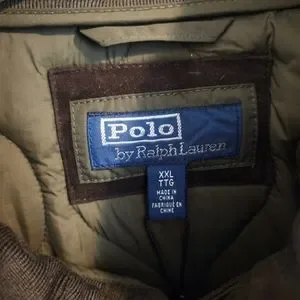 Polo
by Ralph Lauren
XXL
TTG
MADE IN
CHINA
FABRIQUÉ EN
CHINE